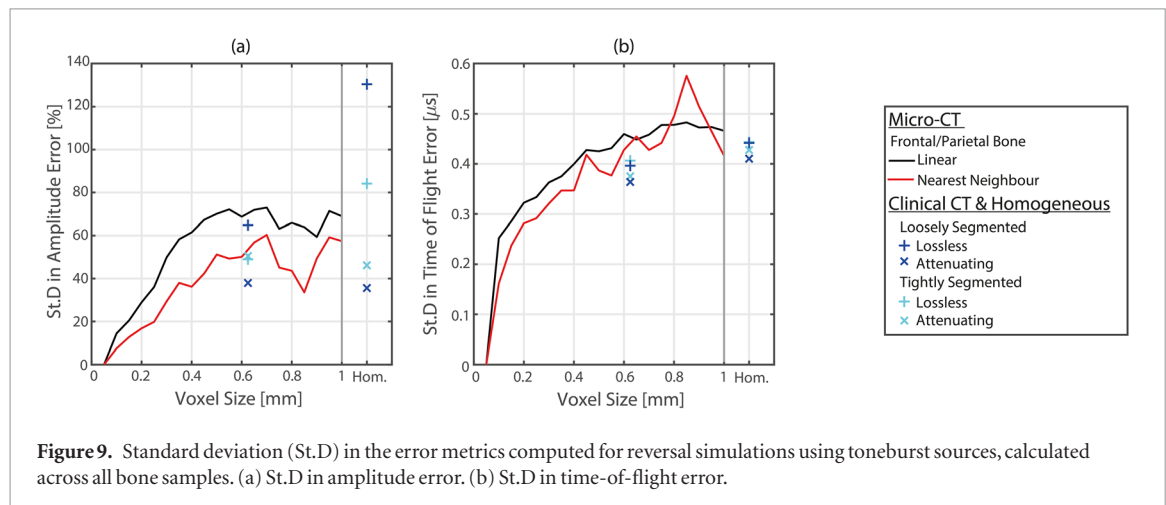 (a)
140
120
100
80
60
40
20
0
St.D in Amplitude Error [%]
0 0.2 0.4 0.6 0.8 1 Hom.
Voxel Size [mm]
(b)
0.6
0.5
0.4
0.3
0.2
0.1
0
St.D in Time of Flight Error [μs]
0 0.2 0.4 0.6 0.8 1 Hom.
Voxel Size [mm]
Micro-CT
Frontal/Parietal Bone
Linear
Nearest Neighbour
Clinical CT & Homogeneous
Loosely Segmented
Lossless
Attenuating
Tightly Segmented
Lossless
Attenuating
Figure 9. Standard deviation (St.D) in the error metrics computed for reversal simulations using toneburst sources, calculated
across all bone samples. (a) St.D in amplitude error. (b) St.D in time-of-flight error.